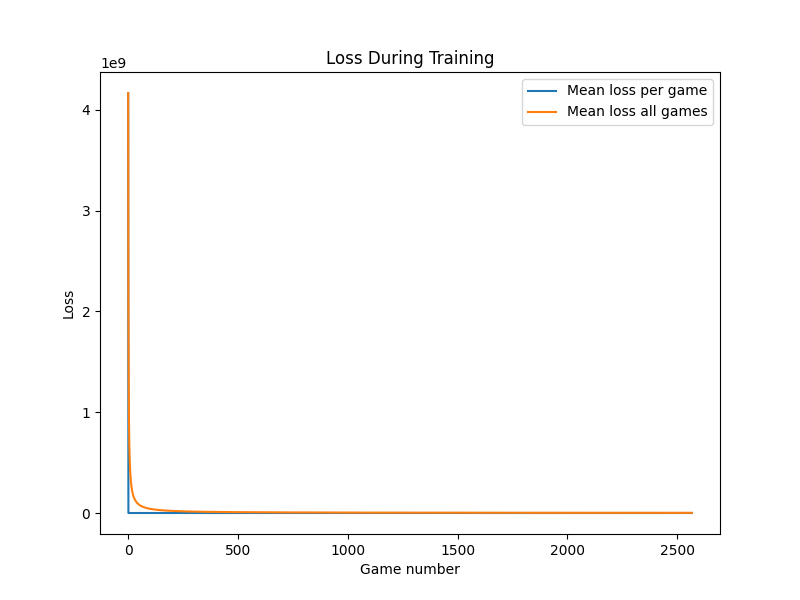 Loss During Training
1e9
Mean loss per game
Mean loss all games
4
3
2
1
0
Loss
0 500 1000 1500 2000 2500
Game number